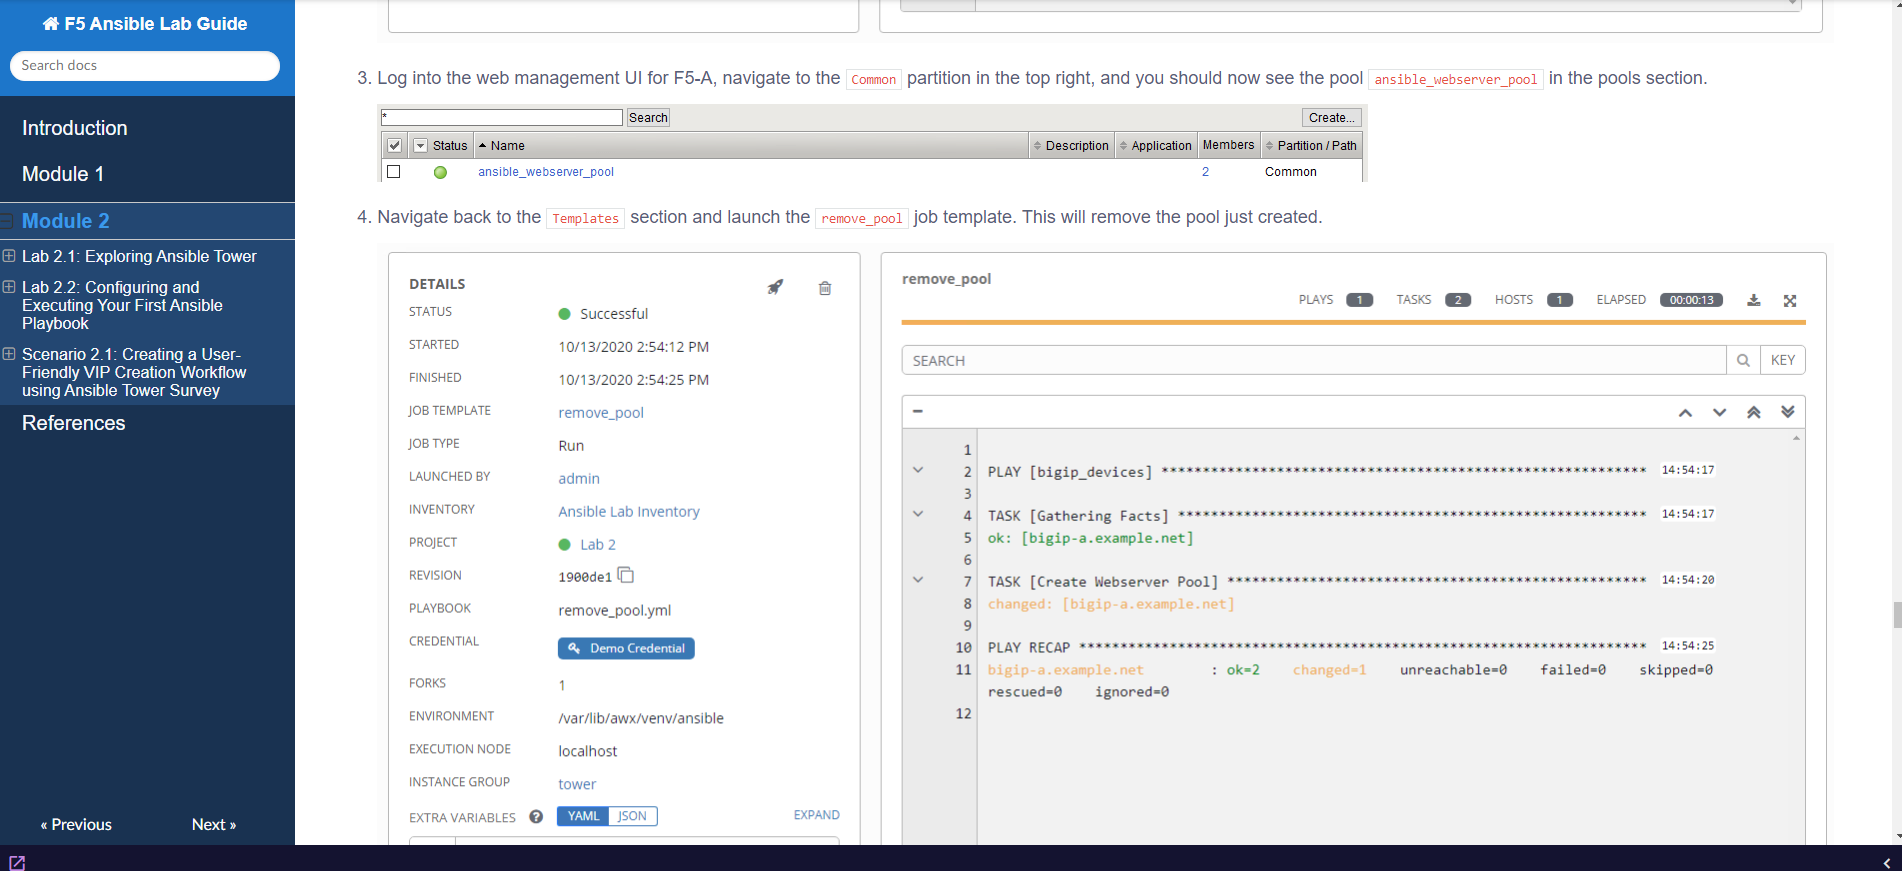 F5 Ansible Lab Guide
Search docs
Introduction
Module 1
Module 2
Lab 2.1: Exploring Ansible Tower
Lab 2.2: Configuring and
Executing Your First Ansible
Playbook
Scenario 2.1: Creating a User-
Friendly VIP Creation Workflow
using Ansible Tower Survey
References
« Previous
Next »
3. Log into the web management UI for F5-A, navigate to the Common partition in the top right, and you should now see the pool ansible_webserver_pool in the pools section.
* Search Create...
Status Name Description Application Members Partition / Path
ansible_webserver_pool 2 Common
4. Navigate back to the Templates section and launch the remove_pool job template. This will remove the pool just created.
DETAILS
STATUS Successful
STARTED 10/13/2020 2:54:12 PM
FINISHED 10/13/2020 2:54:25 PM
JOB TEMPLATE remove_pool
JOB TYPE Run
LAUNCHED BY admin
INVENTORY Ansible Lab Inventory
PROJECT Lab 2
REVISION 1900de1
PLAYBOOK remove_pool.yml
CREDENTIAL Demo Credential
FORKS 1
ENVIRONMENT /var/lib/awx/venv/ansible
EXECUTION NODE localhost
INSTANCE GROUP tower
EXTRA VARIABLES ? YAML JSON EXPAND
remove_pool
PLAYS 1 TASKS 2 HOSTS 1 ELAPSED 00:00:13
SEARCH KEY
1
2 PLAY [bigip_devices] *********************************************************** 14:54:17
3
4 TASK [Gathering Facts] ********************************************************* 14:54:17
5 ok: [bigip-a.example.net]
6
7 TASK [Create Webserver Pool] *************************************************** 14:54:20
8 changed: [bigip-a.example.net]
9
10 PLAY RECAP ********************************************************************* 14:54:25
11 bigip-a.example.net : ok=2 changed=1 unreachable=0 failed=0 skipped=0
rescued=0 ignored=0
12